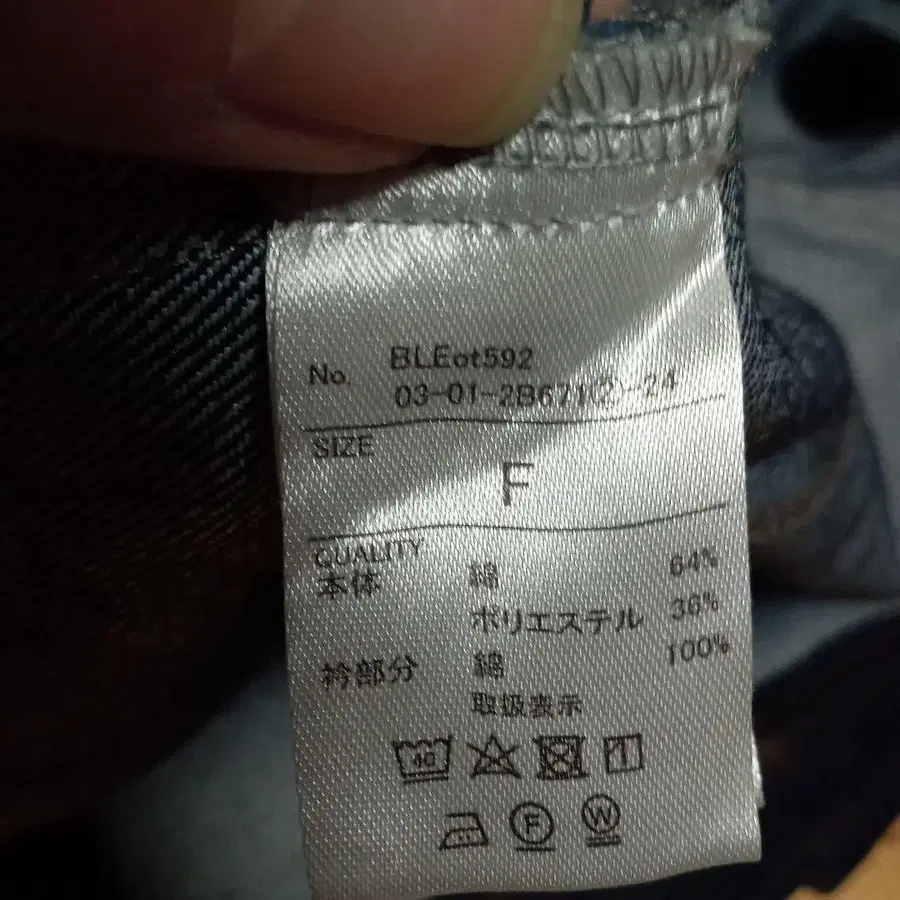 No. BLEot592
03-01-2B671(2)-24
SIZE
F
QUALITY
本体 綿 64%
ポリエステル 36%
衿部分 綿 100%
取扱表示
40
F W